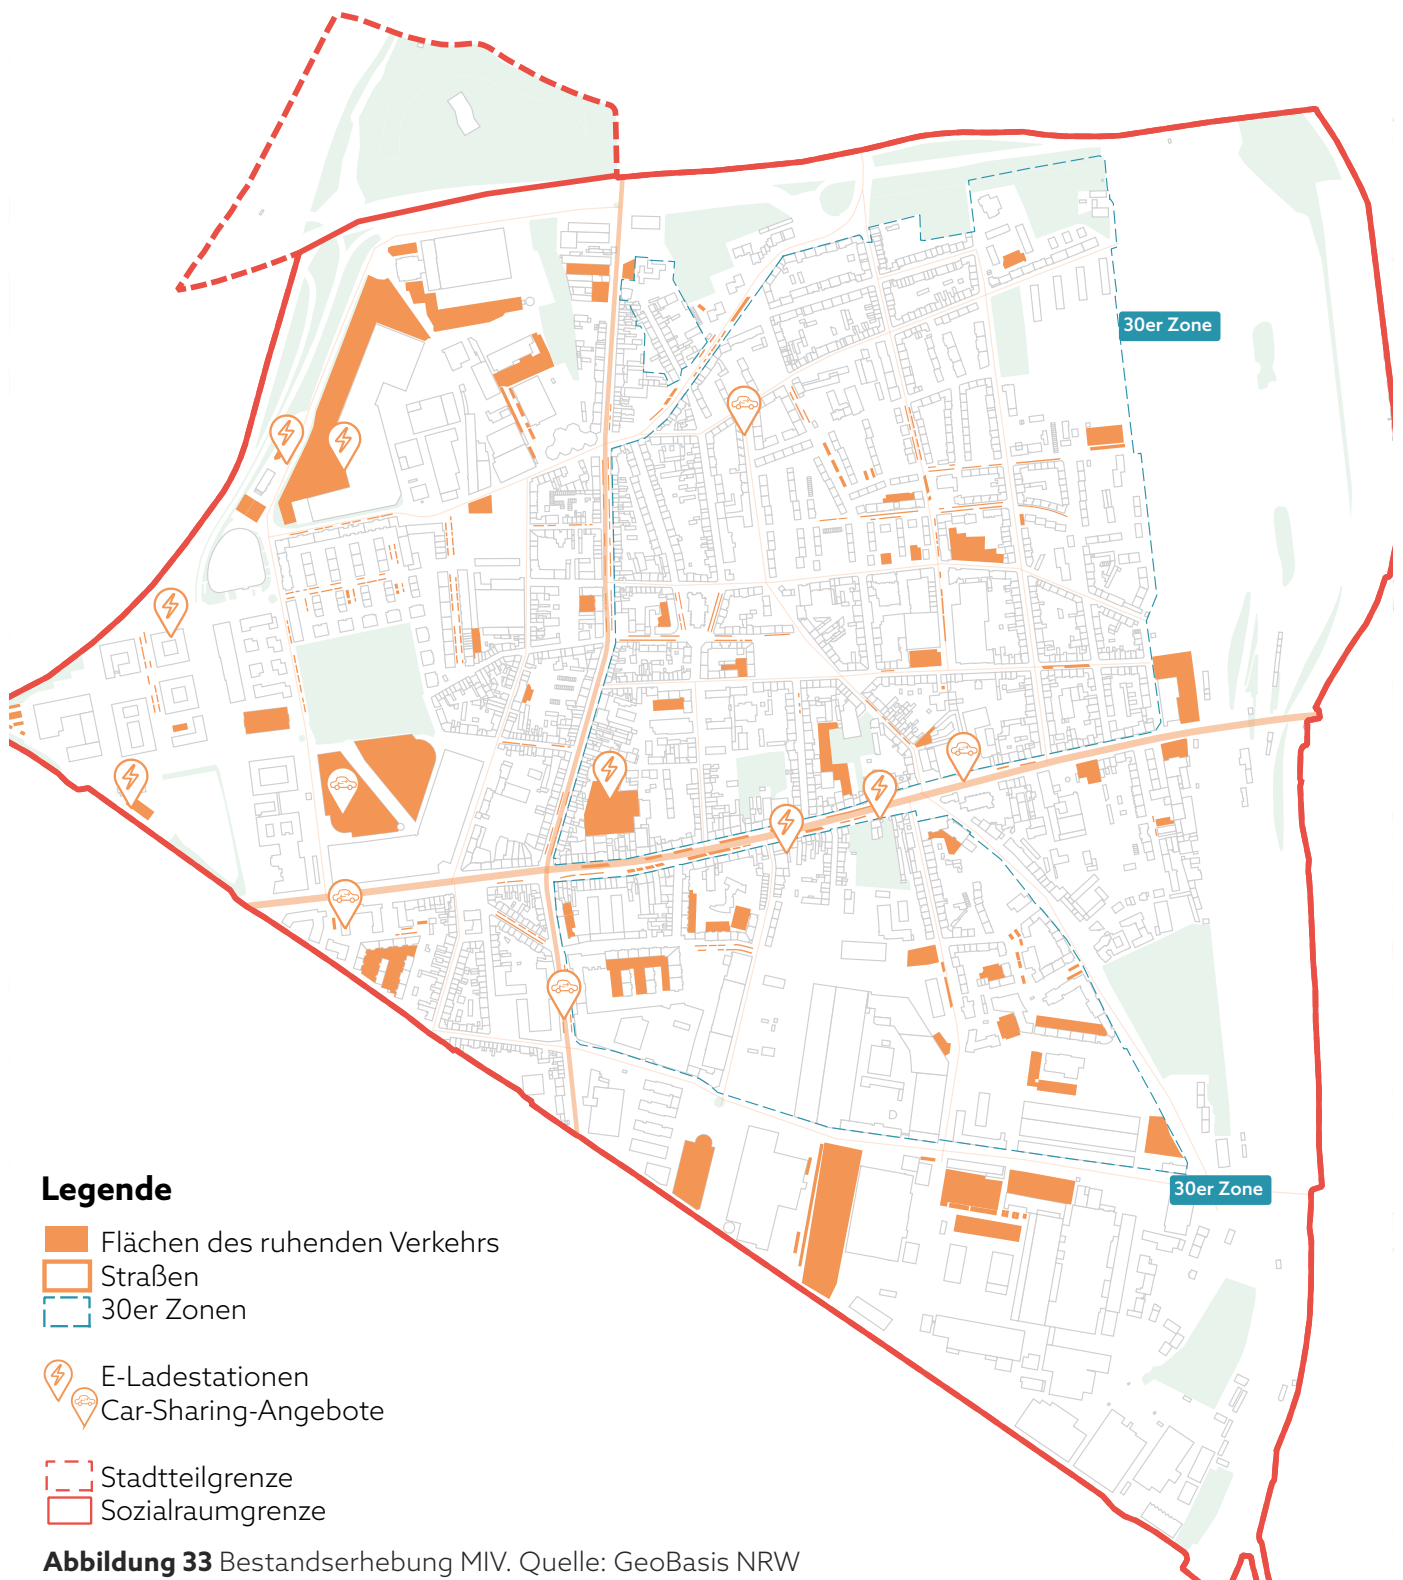 30er Zone
30er Zone
Legende
Flächen des ruhenden Verkehrs
Straßen
30er Zonen
E-Ladestationen
Car-Sharing-Angebote
Stadtteilgrenze
Sozialraumgrenze
Abbildung 33 Bestandserhebung MIV. Quelle: GeoBasis NRW